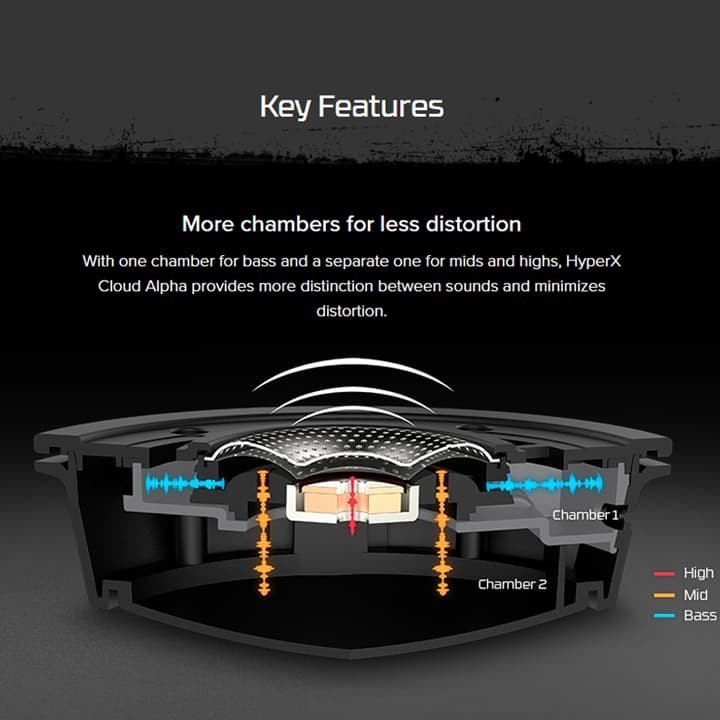 Key Features
More chambers for less distortion
With one chamber for bass and a separate one for mids and highs, HyperX
Cloud Alpha provides more distinction between sounds and minimizes
distortion.
Chamber 1
Chamber 2
High
Mid
Bass